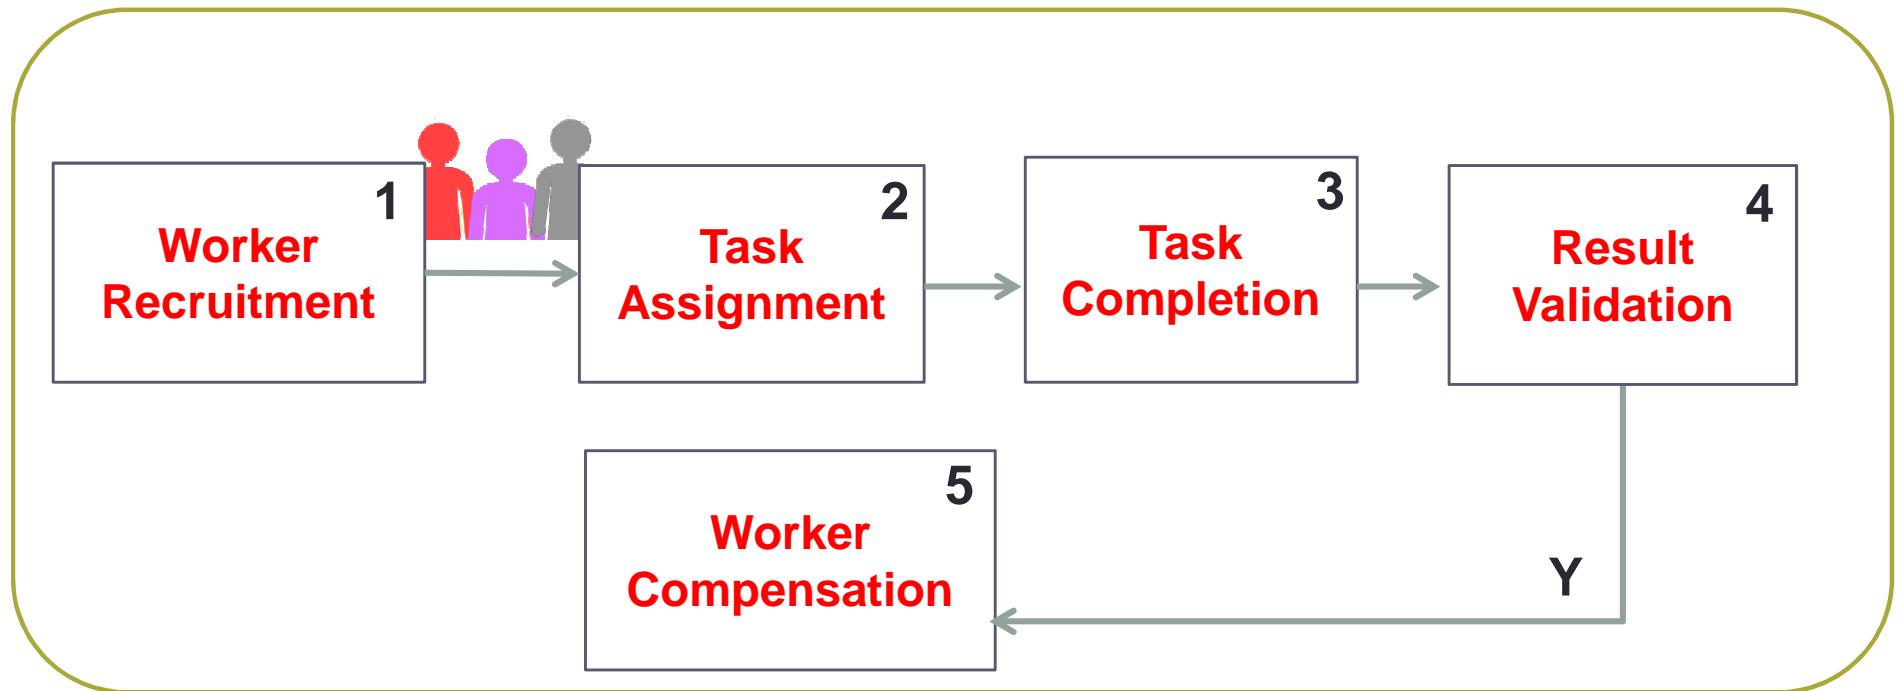 1
Worker
Recruitment
2
Task
Assignment
3
Task
Completion
4
Result
Validation
5
Worker
Compensation
Y